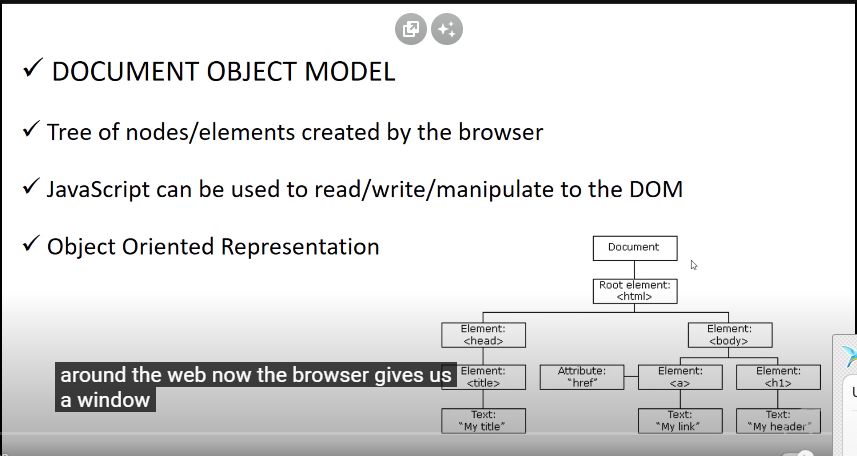 ✓ DOCUMENT OBJECT MODEL
✓ Tree of nodes/elements created by the browser
✓ JavaScript can be used to read/write/manipulate to the DOM
✓ Object Oriented Representation
Document
Root element:
<html>
Element:
<head>
Element:
<body>
Element:
<title>
Attribute:
"href"
Element:
<a>
Element:
<h1>
Text:
"My title"
Text:
"My link"
Text:
"My header"
around the web now the browser gives us
a window